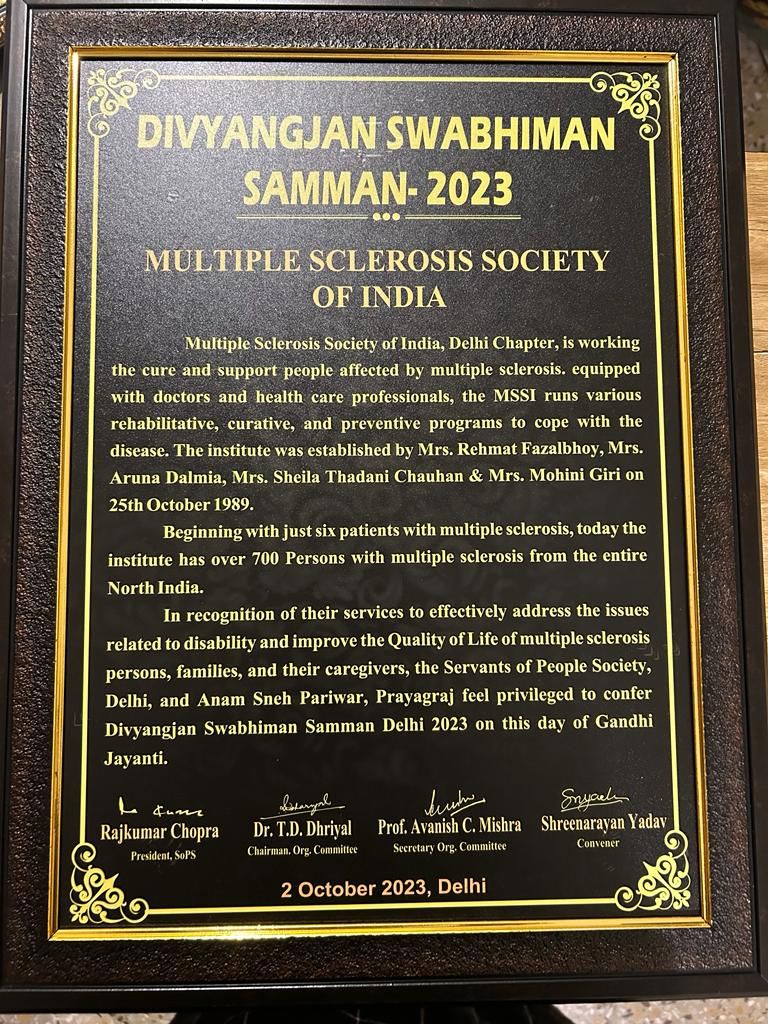 DIVYANGJAN SWABHIMAN
SAMMAN- 2023
MULTIPLE SCLEROSIS SOCIETY
OF INDIA
Multiple Sclerosis Society of India, Delhi Chapter, is working
the cure and support people affected by multiple sclerosis. equipped
with doctors and health care professionals, the MSSI runs various
rehabilitative, curative, and preventive programs to cope with the
disease. The institute was established by Mrs. Rehmat Fazalbhoy, Mrs.
Aruna Dalmia, Mrs. Sheila Thadani Chauhan & Mrs. Mohini Giri on
25th October 1989.
Beginning with just six patients with multiple sclerosis, today the
institute has over 700 Persons with multiple sclerosis from the entire
North India.
In recognition of their services to effectively address the issues
related to disability and improve the Quality of Life of multiple sclerosis
persons, families, and their caregivers, the Servants of People Society,
Delhi, and Anam Sneh Pariwar, Prayagraj feel privileged to confer
Divyangjan Swabhiman Samman Delhi 2023 on this day of Gandhi
Jayanti.
Rajkumar Chopra Dr. T.D. Dhriyal Prof. Avanish C. Mishra Shreenarayan Yadav
President, SoPS Chairman. Org. Committee Secretary Org. Committee Convener
2 October 2023, Delhi